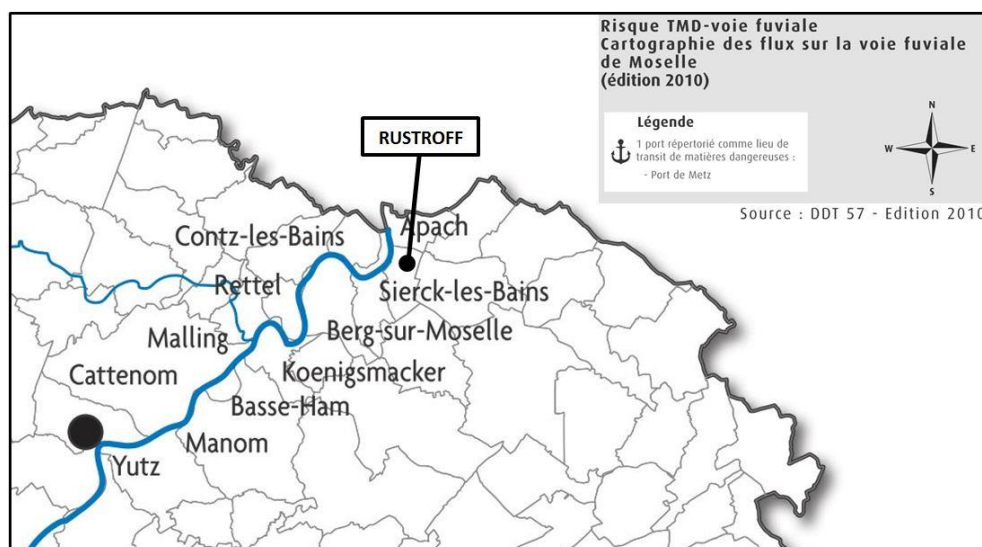 Risque TMD-voie fuviale
Cartographie des flux sur la voie fuviale
de Moselle
(édition 2010)
Légende
1 port répertorié comme lieu de
transit de matières dangereuses :
- Port de Metz
N
W
E
S
Source : DDT 57 - Edition 2010
RUSTROFF
Apach
Contz-les-Bains
Rettel
Sierck-les-Bains
Malling
Berg-sur-Moselle
Cattenom
Koenigsmacker
Basse-Ham
Manom
Yutz